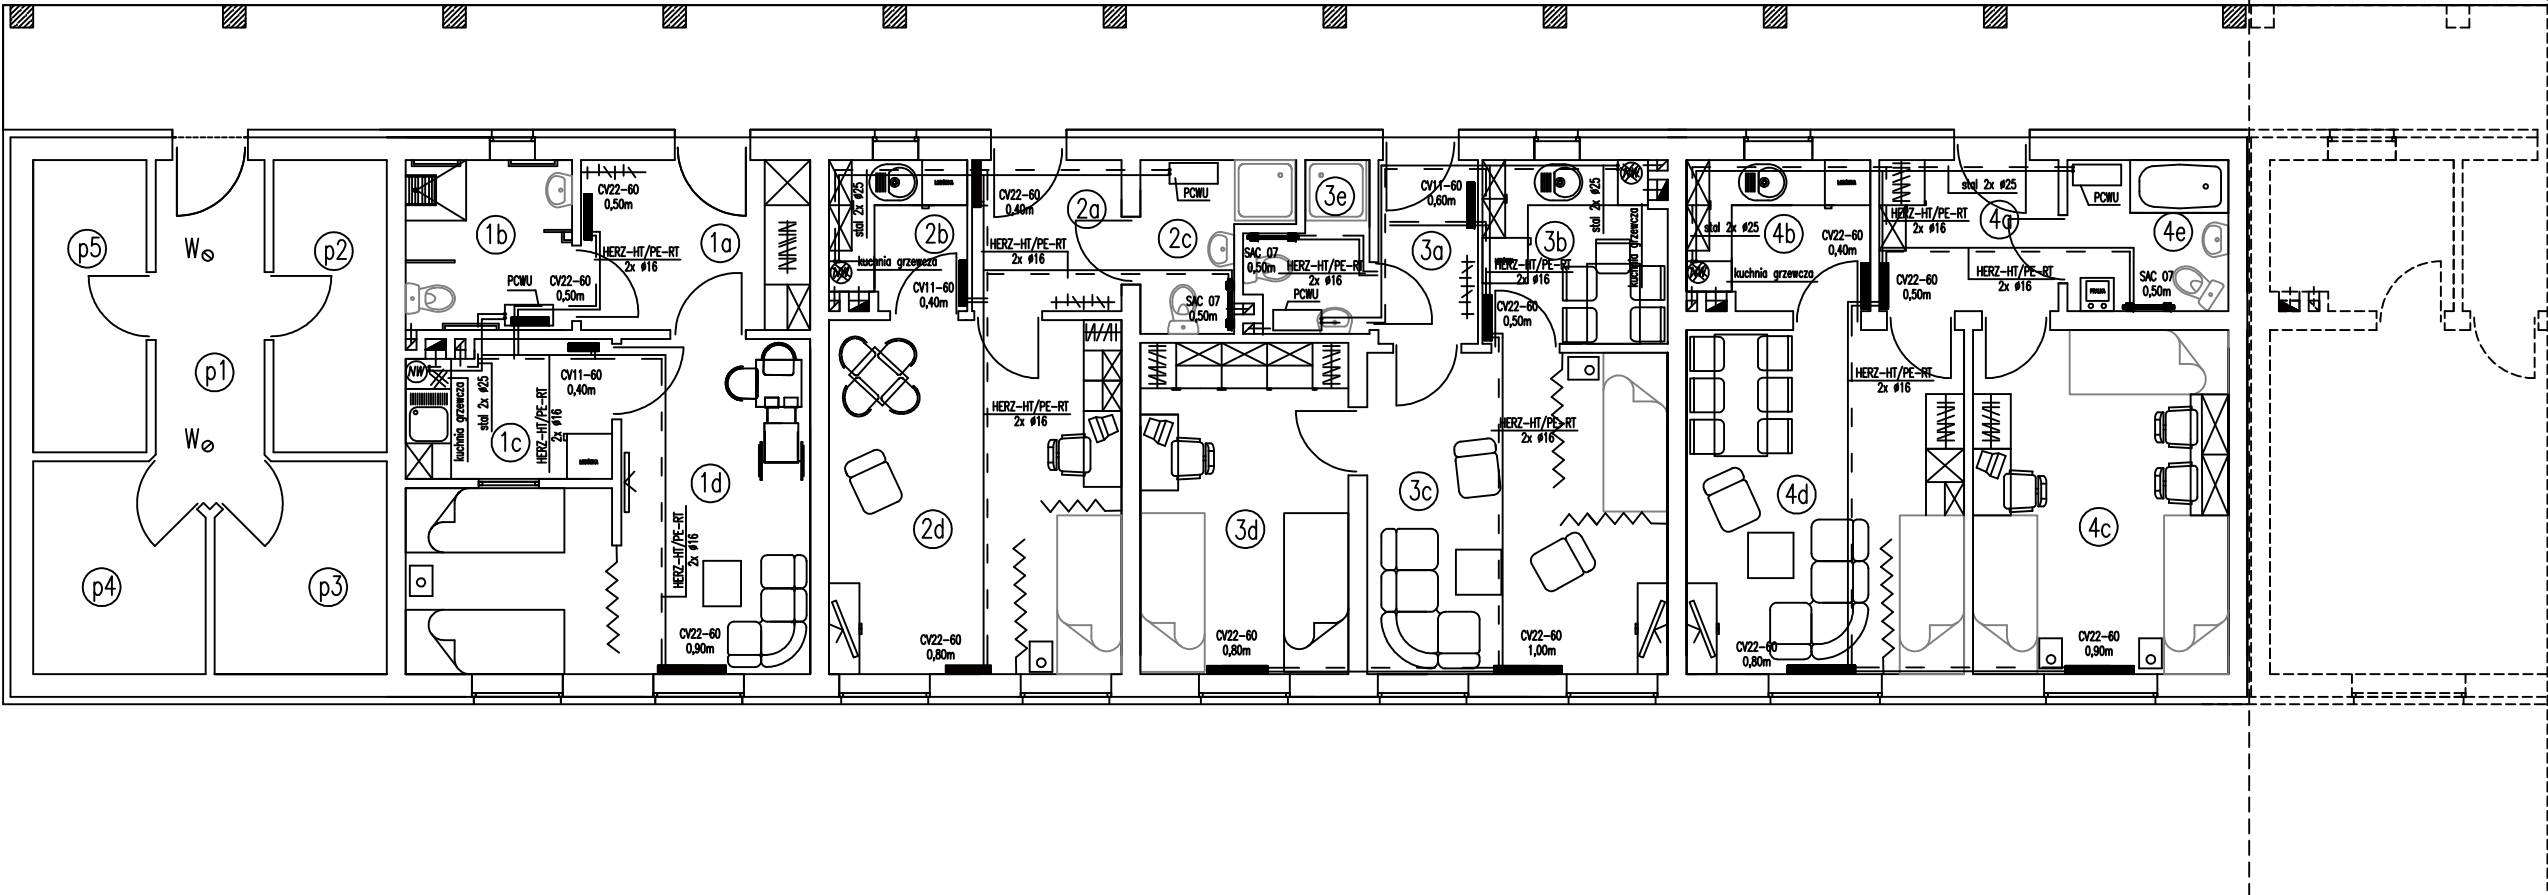 p5
W
p2
p1
W
p4
p3
1b
CV22-60
0,50m
1a
HERZ-HT/PE-RT
2x Ø16
PCWU
CV22-60
0,50m
NW
kuchnia grzewcza
stal 2x Ø25
HERZ-HT/PE-RT
2x Ø16
CV11-60
0,40m
1c
1d
HERZ-HT/PE-RT
2x Ø16
CV22-60
0,90m
stal 2x Ø25
2b
kuchnia grzewcza
NW
CV11-60
0,40m
CV22-60
0,40m
2a
HERZ-HT/PE-RT
2x Ø16
PCWU
2c
SAC 07
0,50m
HERZ-HT/PE-RT
2x Ø16
2d
CV22-60
0,80m
3e
SAC 07
0,50m
HERZ-HT/PE-RT
2x Ø16
PCWU
CV11-60
0,60m
3a
3b
stal 2x Ø25
NW
kuchnia grzewcza
HERZ-HT/PE-RT
2x Ø16
CV22-60
0,50m
HERZ-HT/PE-RT
2x Ø16
3c
3d
CV22-60
0,80m
CV22-60
1,00m
stal 2x Ø25
4b
kuchnia grzewcza
NW
CV22-60
0,40m
stal 2x Ø25
HERZ-HT/PE-RT
2x Ø16
4a
PCWU
4e
CV22-60
0,50m
HERZ-HT/PE-RT
2x Ø16
PRALKA
SAC 07
0,50m
HERZ-HT/PE-RT
2x Ø16
4d
4c
CV22-60
0,80m
CV22-60
0,90m